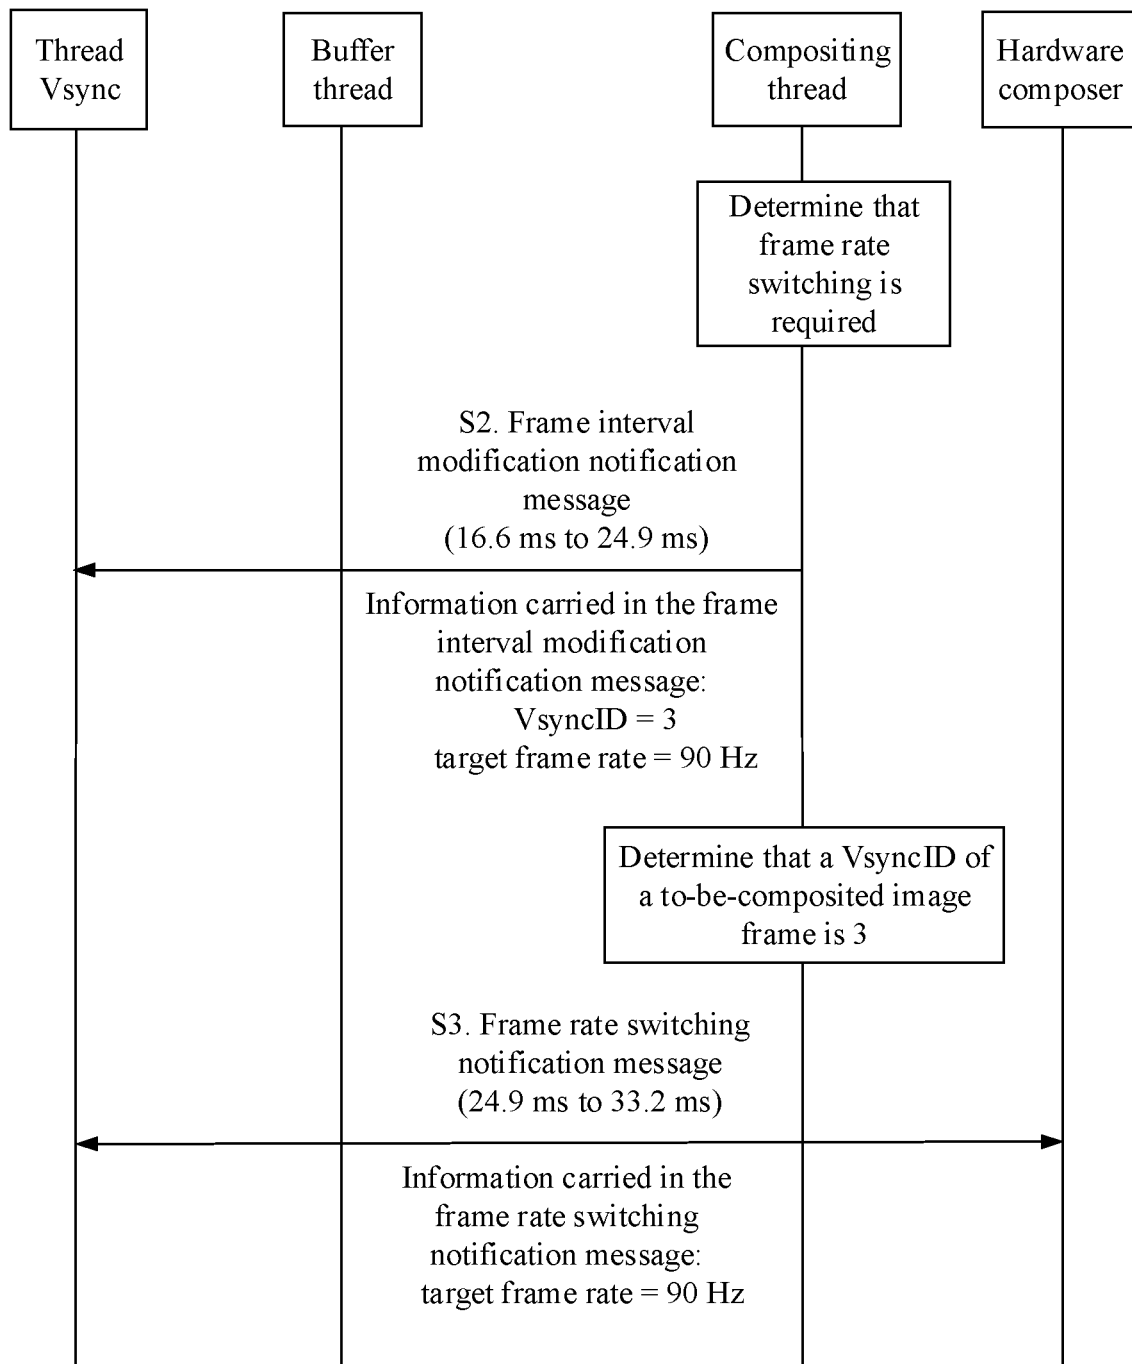 Thread
Vsync
Buffer
thread
Compositing
thread
Hardware
composer
Determine that
frame rate
switching is
required
S2. Frame interval
modification notification
message
(16.6 ms to 24.9 ms)
Information carried in the frame
interval modification
notification message:
VsyncID = 3
target frame rate = 90 Hz
Determine that a VsyncID of
a to-be-composited image
frame is 3
S3. Frame rate switching
notification message
(24.9 ms to 33.2 ms)
Information carried in the
frame rate switching
notification message:
target frame rate = 90 Hz